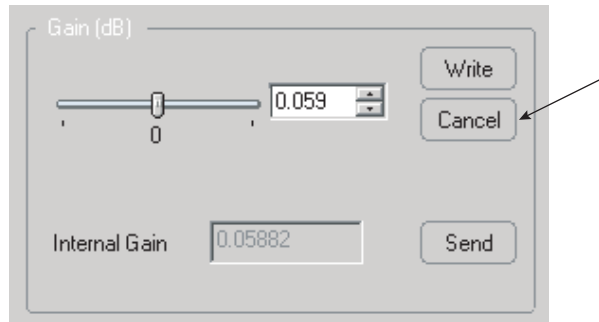 Gain (dB)
Write
0.059
Cancel
0
Internal Gain
0.05882
Send